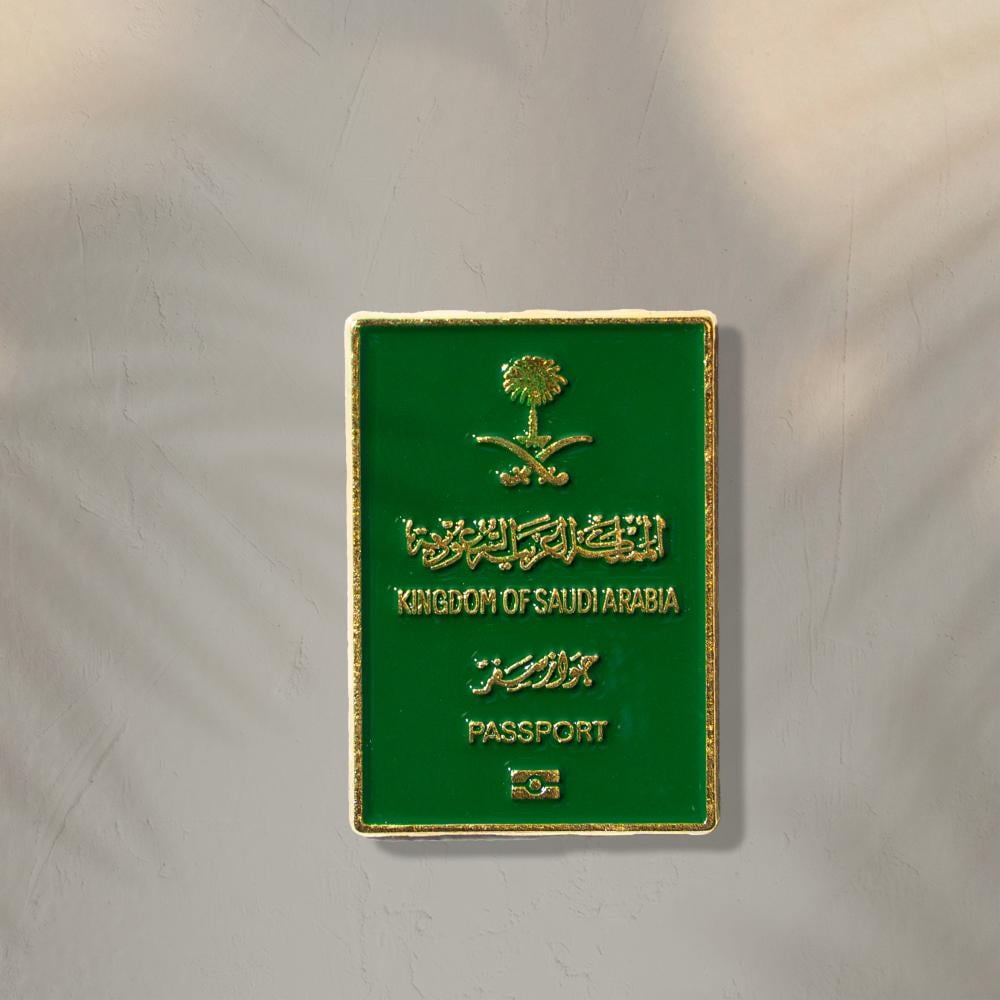 المملكة العربية السعودية
KINGDOM OF SAUDI ARABIA
جواز سفر
PASSPORT